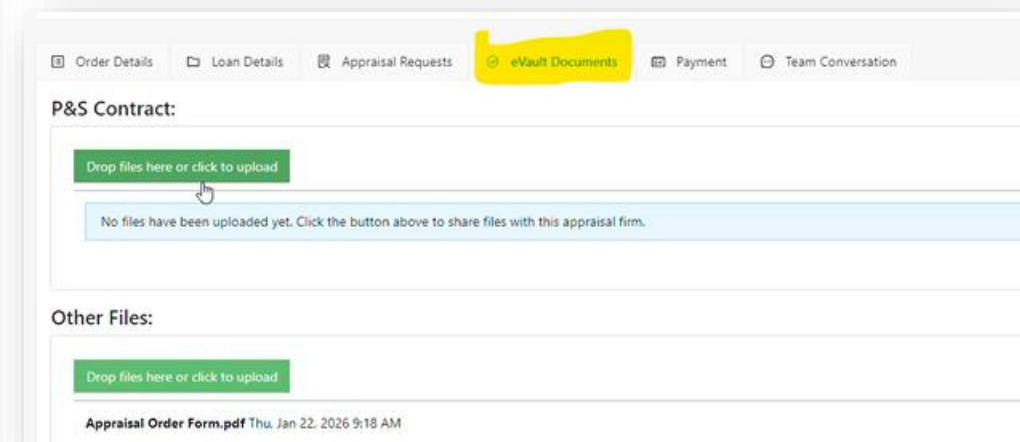 Order Details Loan Details Appraisal Requests eVault Documents Payment Team Conversation
P&S Contract:
Drop files here or click to upload
No files have been uploaded yet. Click the button above to share files with this appraisal firm.
Other Files:
Drop files here or click to upload
Appraisal Order Form.pdf Thu, Jan 22, 2026 9:18 AM